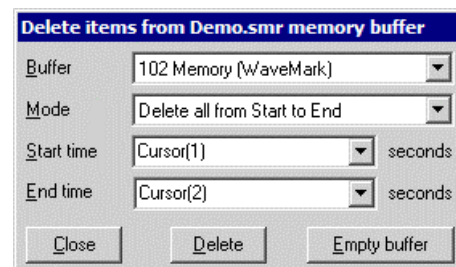 Delete items from Demo.smr memory buffer
Buffer 102 Memory (WaveMark)
Mode Delete all from Start to End
Start time Cursor(1) seconds
End time Cursor(2) seconds
Close Delete Empty buffer